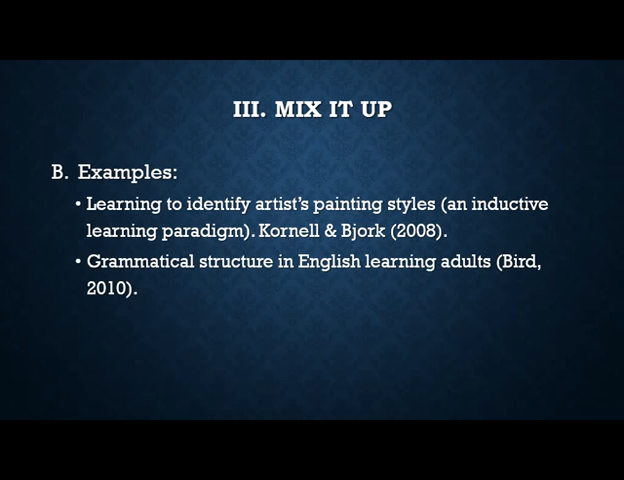 III. MIX IT UP
B. Examples:
• Learning to identify artist's painting styles (an inductive
learning paradigm). Kornell & Bjork (2008).
• Grammatical structure in English learning adults (Bird,
2010).